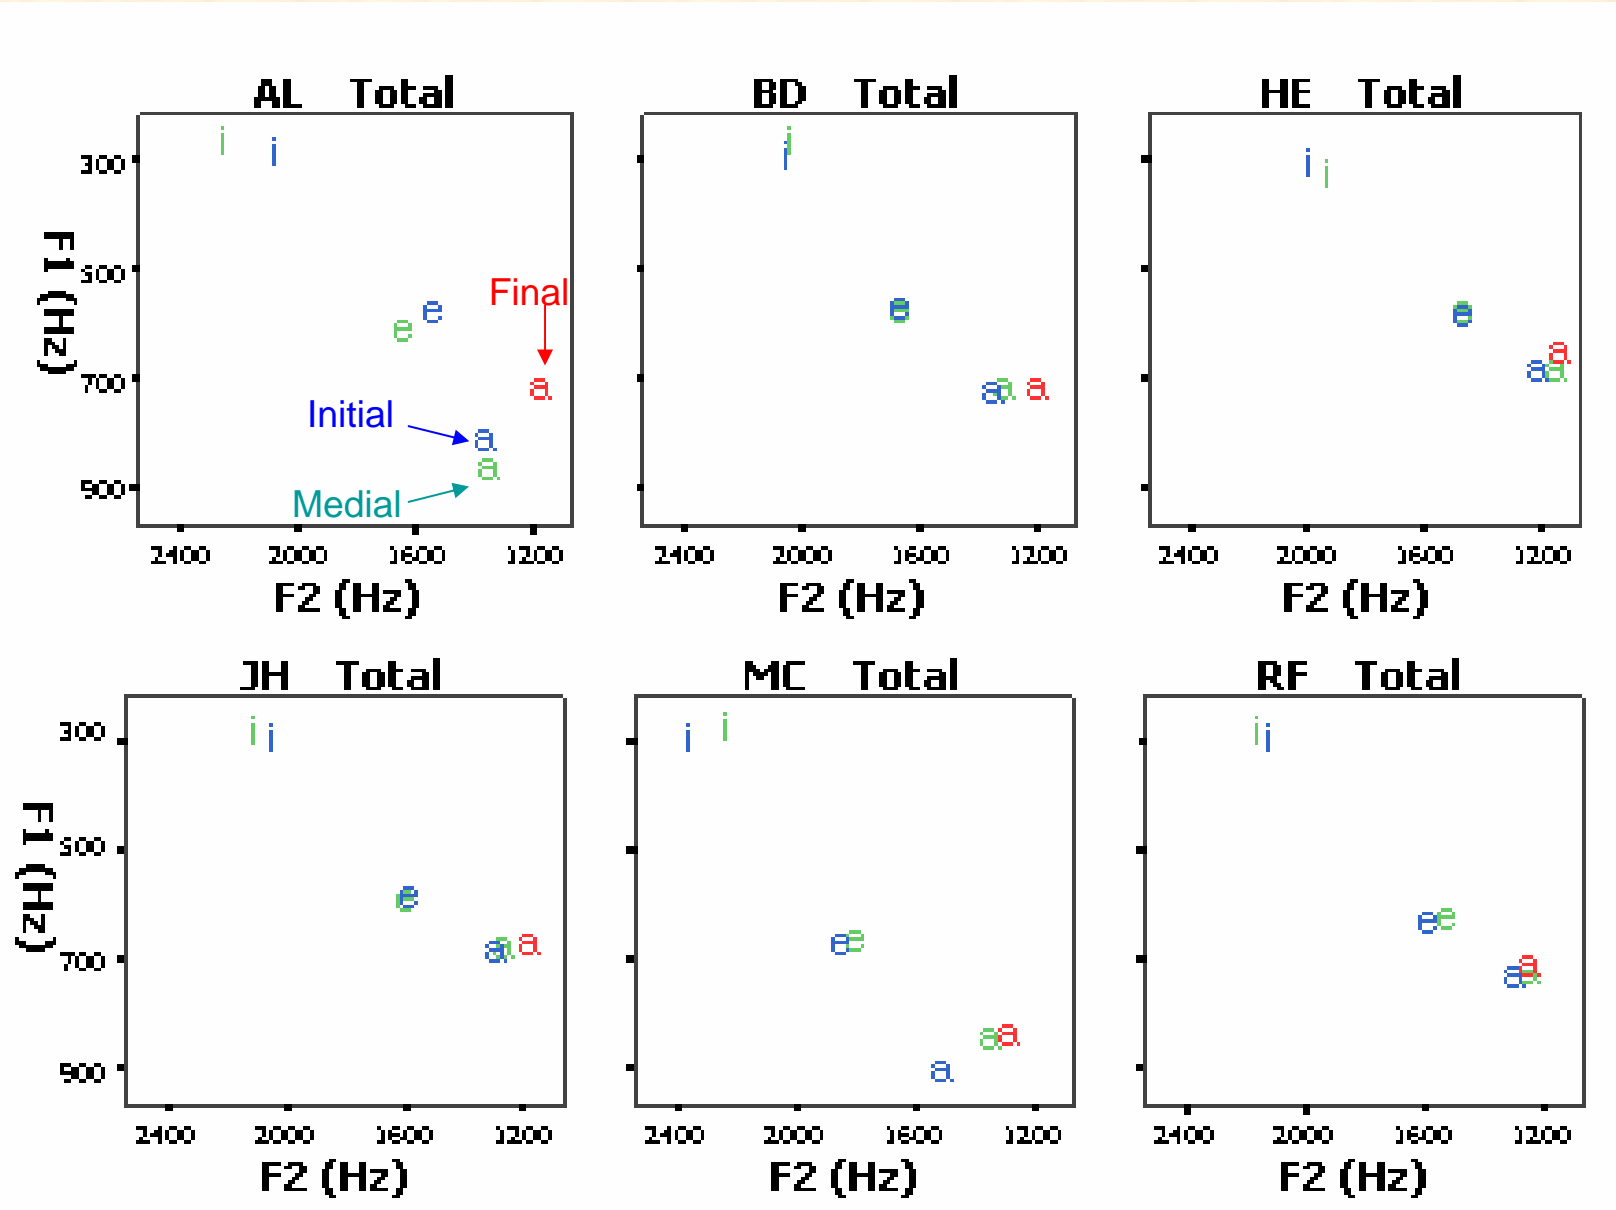 AL Total
i
i
300
500
F1 (Hz)
e
e
Final
700
a
Initial
a
a
Medial
900
2400 2000 1600 1200
F2 (Hz)
BD Total
i
i
e
e
a
a
a
2400 2000 1600 1200
F2 (Hz)
HE Total
i
i
e
e
a
a
a
2400 2000 1600 1200
F2 (Hz)
JH Total
300
i
i
500
F1 (Hz)
e
e
700
a
a
a
900
2400 2000 1600 1200
F2 (Hz)
MC Total
i
i
e
e
a
a
a
2400 2000 1600 1200
F2 (Hz)
RF Total
i
i
e
e
a
a
a
2400 2000 1600 1200
F2 (Hz)